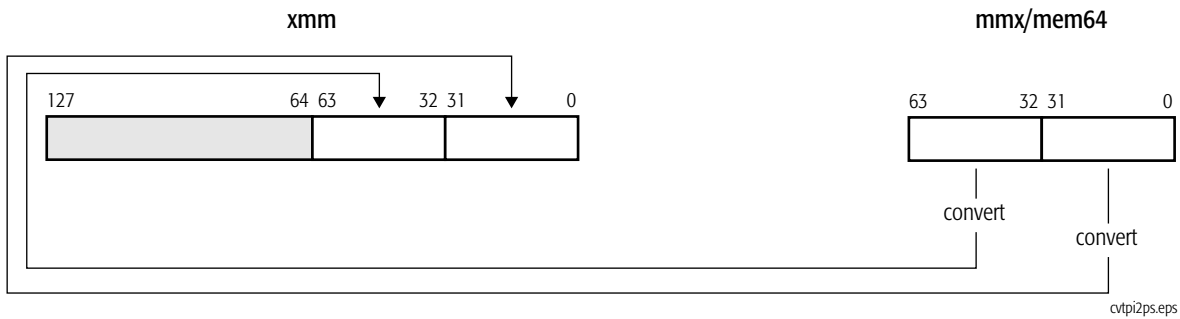 xmm mmx/mem64
127 64 63 32 31 0 63 32 31 0
convert
convert
cvtpi2ps.eps